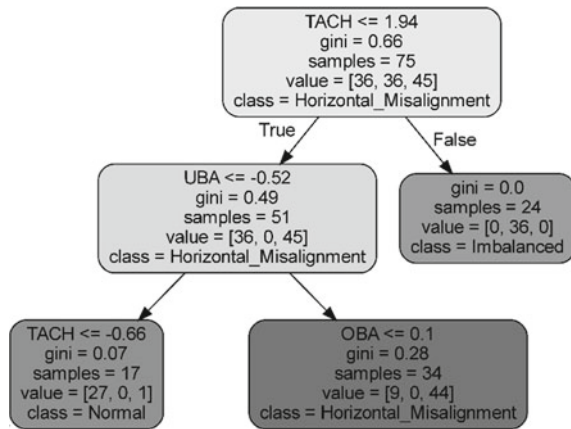 TACH <= 1.94
gini = 0.66
samples = 75
value = [36, 36, 45]
class = Horizontal_Misalignment
True
False
UBA <= -0.52
gini = 0.49
samples = 51
value = [36, 0, 45]
class = Horizontal_Misalignment
gini = 0.0
samples = 24
value = [0, 36, 0]
class = Imbalanced
TACH <= -0.66
gini = 0.07
samples = 17
value = [27, 0, 1]
class = Normal
OBA <= 0.1
gini = 0.28
samples = 34
value = [9, 0, 44]
class = Horizontal_Misalignment